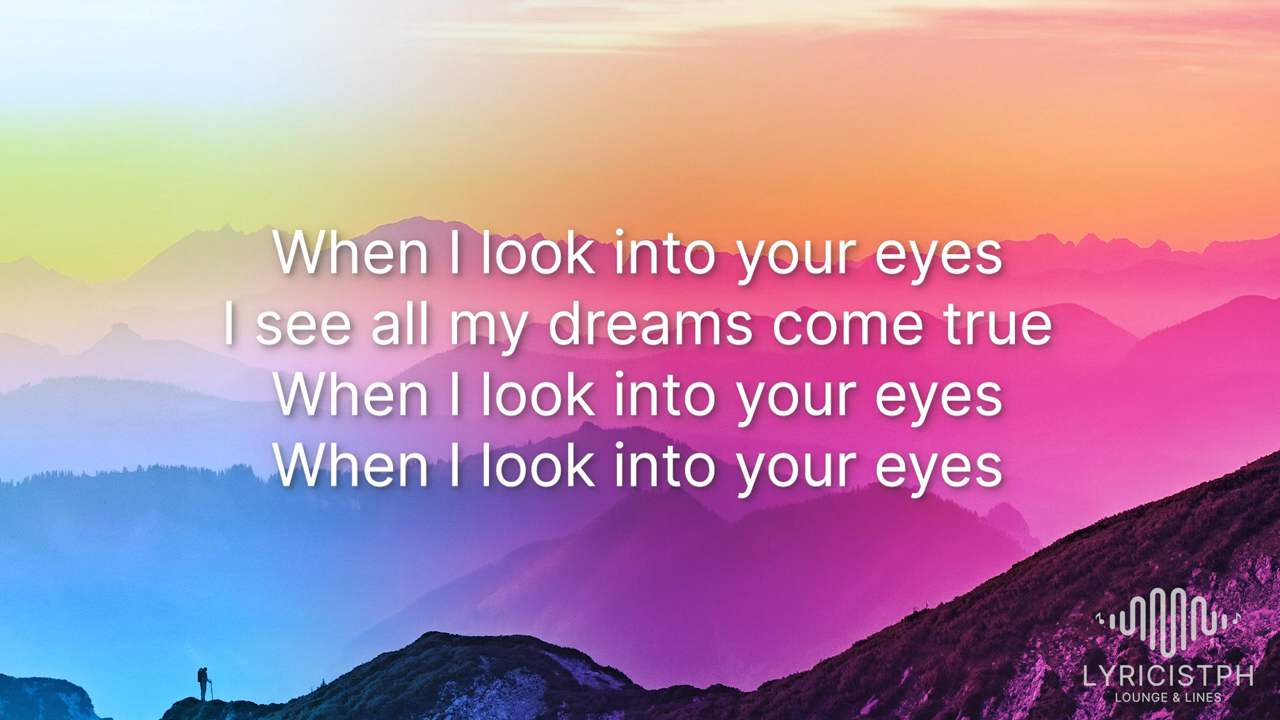 When I look into your eyes
I see all my dreams come true
When I look into your eyes
When I look into your eyes
LYRICISTPH
LOUNGE & LINES